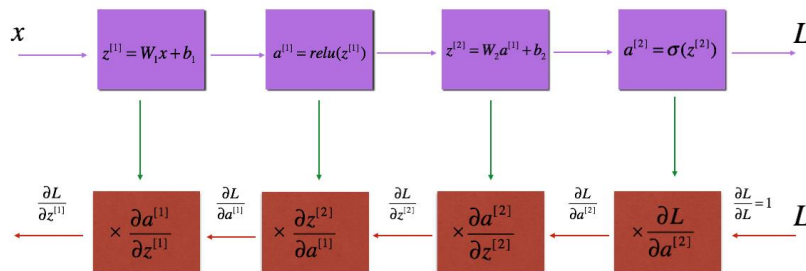 x
z^{[1]} = W_1 x + b_1
a^{[1]} = relu(z^{[1]})
z^{[2]} = W_2 a^{[1]} + b_2
a^{[2]} = σ(z^{[2]})
L
∂L/∂z^{[1]}
× ∂a^{[1]}/∂z^{[1]}
∂L/∂a^{[1]}
× ∂z^{[2]}/∂a^{[1]}
∂L/∂z^{[2]}
× ∂a^{[2]}/∂z^{[2]}
∂L/∂a^{[2]}
× ∂L/∂a^{[2]}
∂L/∂L = 1
L